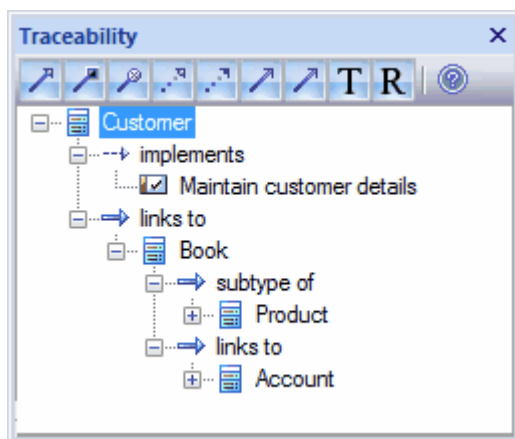 Traceability
T R
Customer
implements
Maintain customer details
links to
Book
subtype of
Product
links to
Account